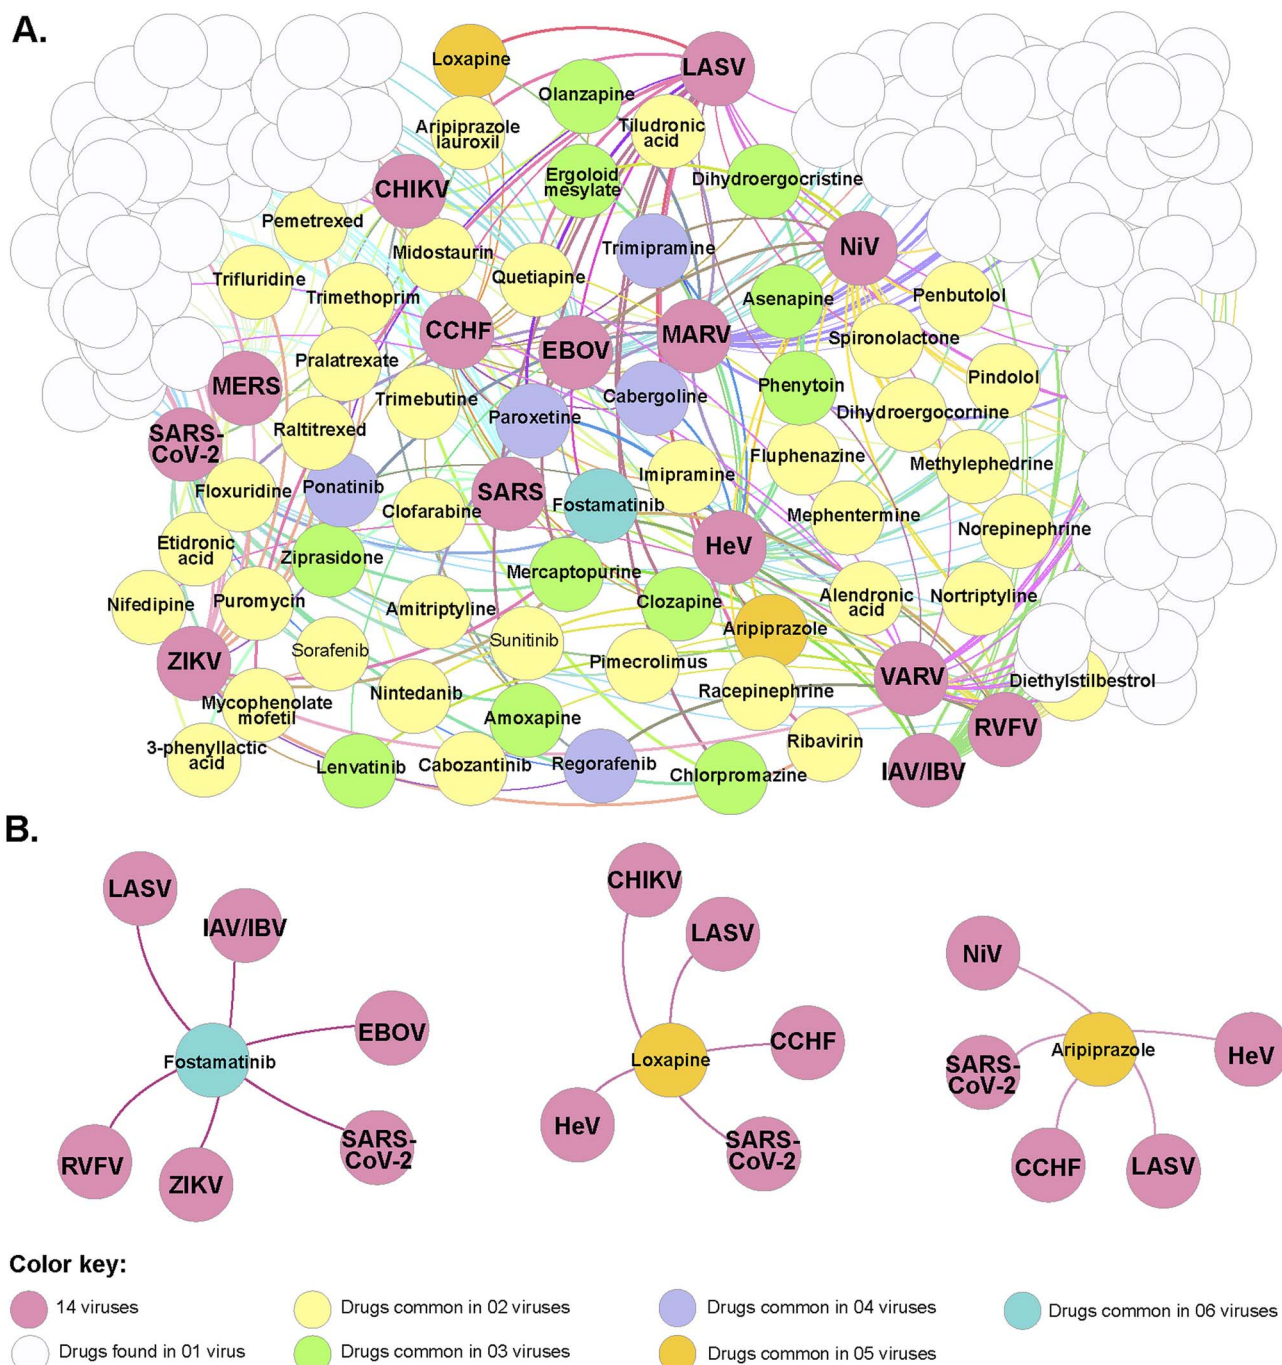 A.
Loxapine
LASV
Olanzapine
Aripiprazole
lauroxil
Tiludronic
acid
CHIKV
Ergoloid
mesylate
Dihydroergocristine
Pemetrexed
Midostaurin
Trimipramine
NiV
Trifluridine
Trimethoprim
Quetiapine
Asenapine
Penbutolol
CCHF
EBOV
MARV
Spironolactone
Pralatrexate
MERS
Trimebutine
Cabergoline
Phenytoin
Pindolol
Paroxetine
Dihydroergocornine
SARS-
CoV-2
Raltitrexed
Fluphenazine
Methylephedrine
Floxuridine
Ponatinib
Imipramine
SARS
Fostamatinib
Clofarabine
Mephentermine
Norepinephrine
Etidronic
acid
Ziprasidone
HeV
Mercaptopurine
Nifedipine
Puromycin
Amitriptyline
Clozapine
Alendronic
acid
Nortriptyline
Aripiprazole
ZIKV
Sorafenib
Sunitinib
Pimecrolimus
VARV
Diethylstilbestrol
Mycophenolate
mofetil
Nintedanib
Racepinephrine
Amoxapine
RVFV
3-phenyllactic
acid
Ribavirin
Lenvatinib
Cabozantinib
Regorafenib
Chlorpromazine
IAV/IBV
B.
LASV
IAV/IBV
EBOV
Fostamatinib
SARS-
CoV-2
RVFV
ZIKV
CHIKV
LASV
CCHF
Loxapine
HeV
SARS-
CoV-2
NiV
Aripiprazole
HeV
SARS-
CoV-2
CCHF
LASV
Color key:
14 viruses
Drugs common in 02 viruses
Drugs common in 04 viruses
Drugs common in 06 viruses
Drugs found in 01 virus
Drugs common in 03 viruses
Drugs common in 05 viruses